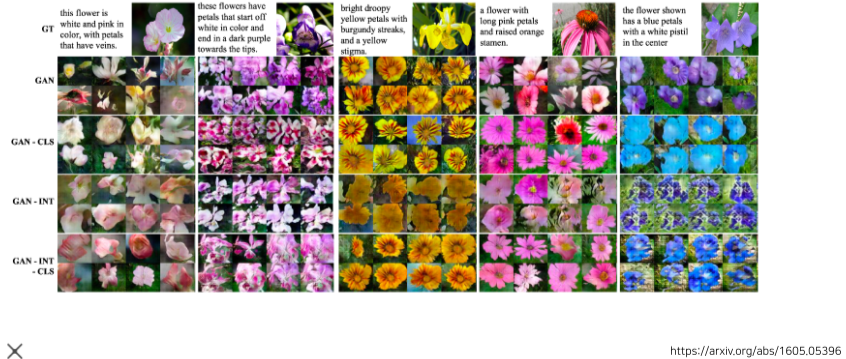 GT
this flower is
white and pink in
color, with petals
that have veins.
these flowers have
petals that start off
white in color and
end in a dark purple
towards the tips.
bright droopy
yellow petals with
burgundy streaks,
and a yellow
stigma.
a flower with
long pink petals
and raised orange
stamen.
the flower shown
has a blue petals
with a white pistil
in the center
GAN
GAN - CLS
GAN - INT
GAN - INT
- CLS
https://arxiv.org/abs/1605.05396